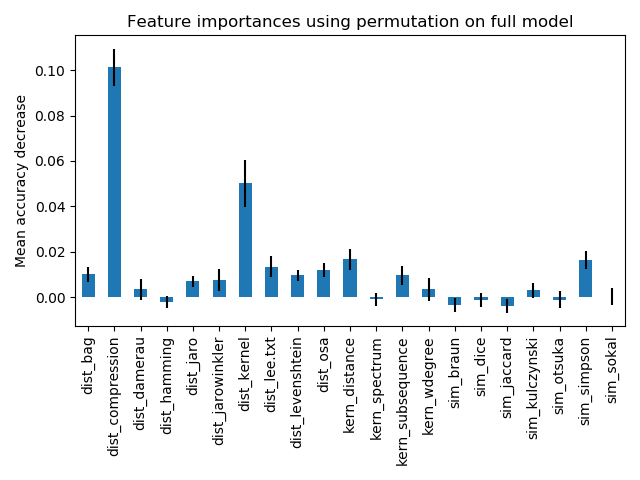 Feature importances using permutation on full model
Mean accuracy decrease
0.10
0.08
0.06
0.04
0.02
0.00
dist_bag
dist_compression
dist_damerau
dist_hamming
dist_jaro
dist_jarowinkler
dist_kernel
dist_lee.txt
dist_levenshtein
dist_osa
kern_distance
kern_spectrum
kern_subsequence
kern_wdegree
sim_braun
sim_dice
sim_jaccard
sim_kulczynski
sim_otsuka
sim_simpson
sim_sokal